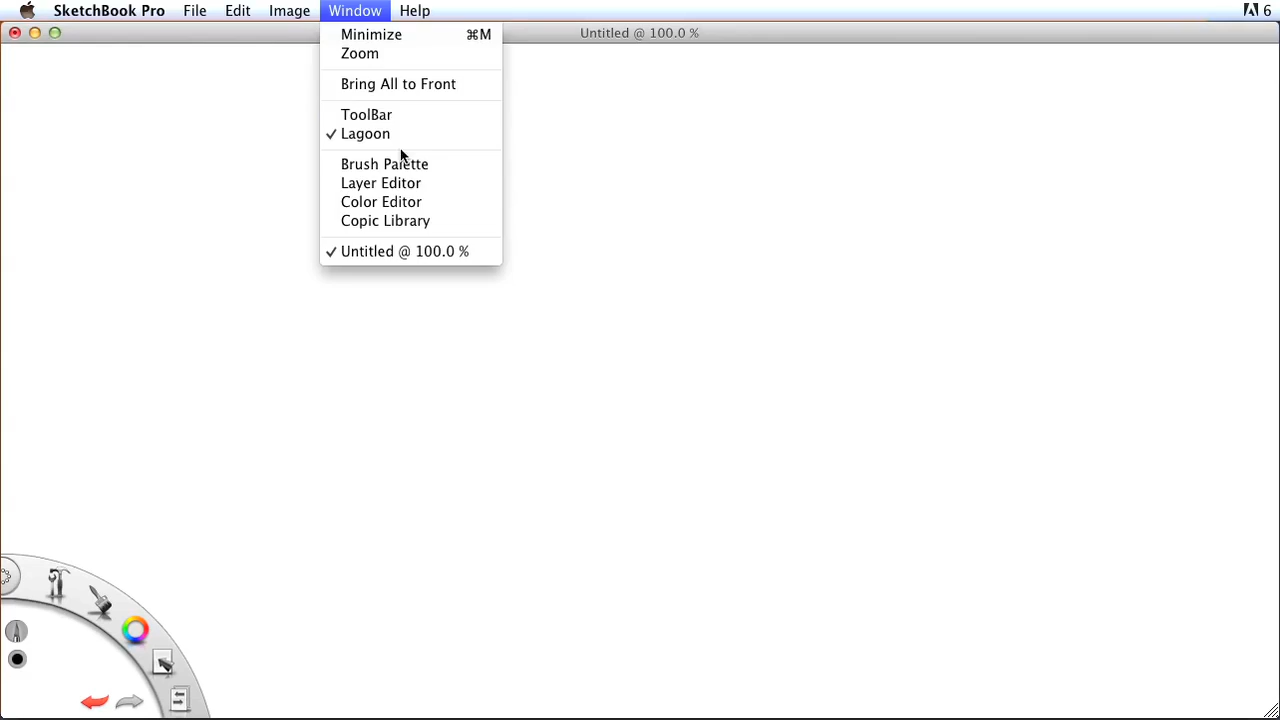 SketchBook Pro File Edit Image Window Help 6
Untitled @ 100.0 %
Minimize ⌘M
Zoom
Bring All to Front
ToolBar
✓ Lagoon
Brush Palette
Layer Editor
Color Editor
Copic Library
✓ Untitled @ 100.0 %